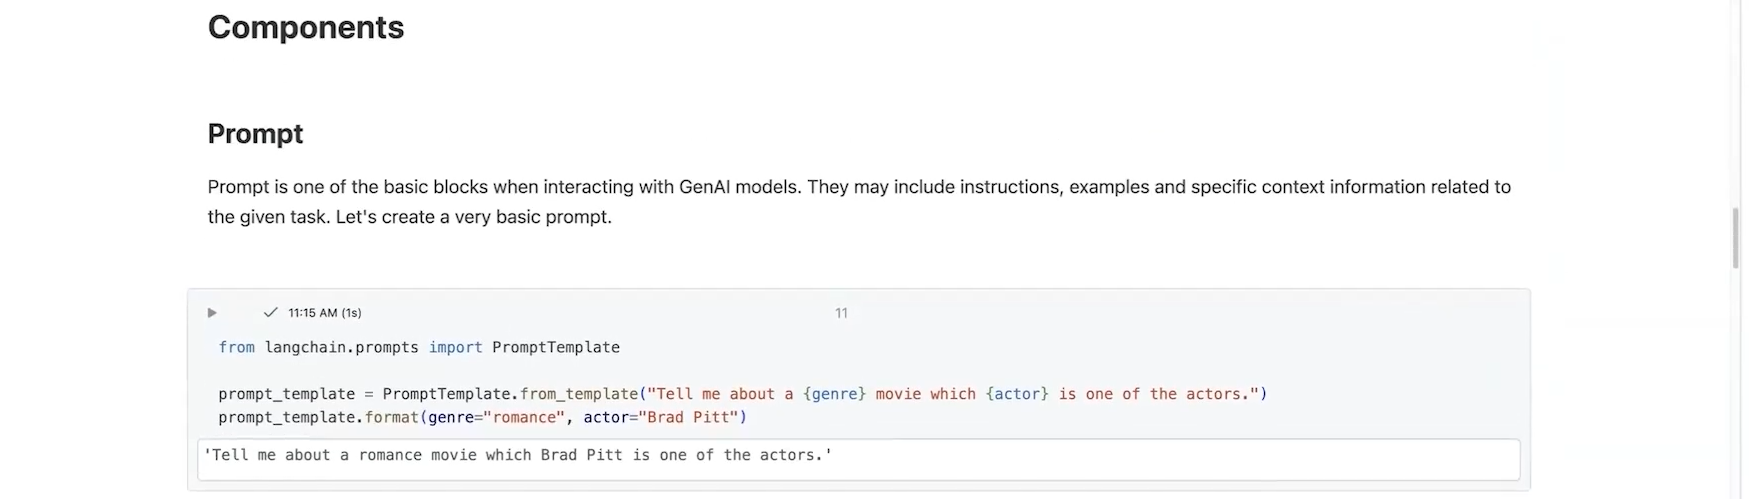 Components
Prompt
Prompt is one of the basic blocks when interacting with GenAI models. They may include instructions, examples and specific context information related to
the given task. Let's create a very basic prompt.
11:15 AM (1s)
11
from langchain.prompts import PromptTemplate
prompt_template = PromptTemplate.from_template("Tell me about a {genre} movie which {actor} is one of the actors.")
prompt_template.format(genre="romance", actor="Brad Pitt")
'Tell me about a romance movie which Brad Pitt is one of the actors.'